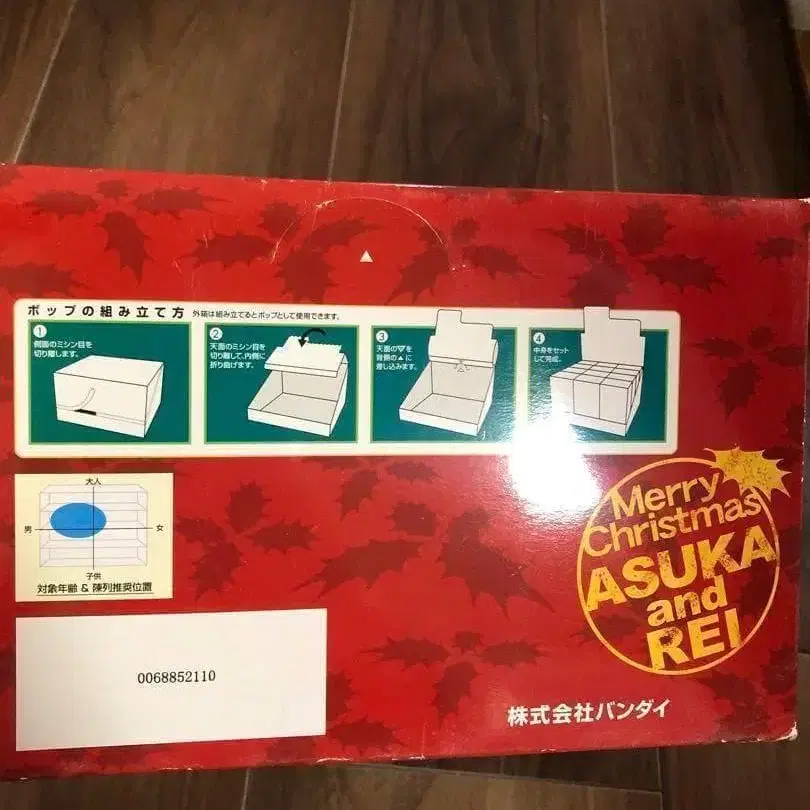 ポップの組み立て方 外箱は組み立てるとポップとして使用できます。
1
側面のミシン目を
切り離します。
2
天面のミシン目を
切り離して、内側に
折り曲げます。
3
天面の▽を
背側の▲に
差し込みます。
4
中身をセット
して完成。
大人
男 女
子供
対象年齢 & 陳列推奨位置
0068852110
Merry
Christmas
ASUKA
and
REI
株式会社バンダイ